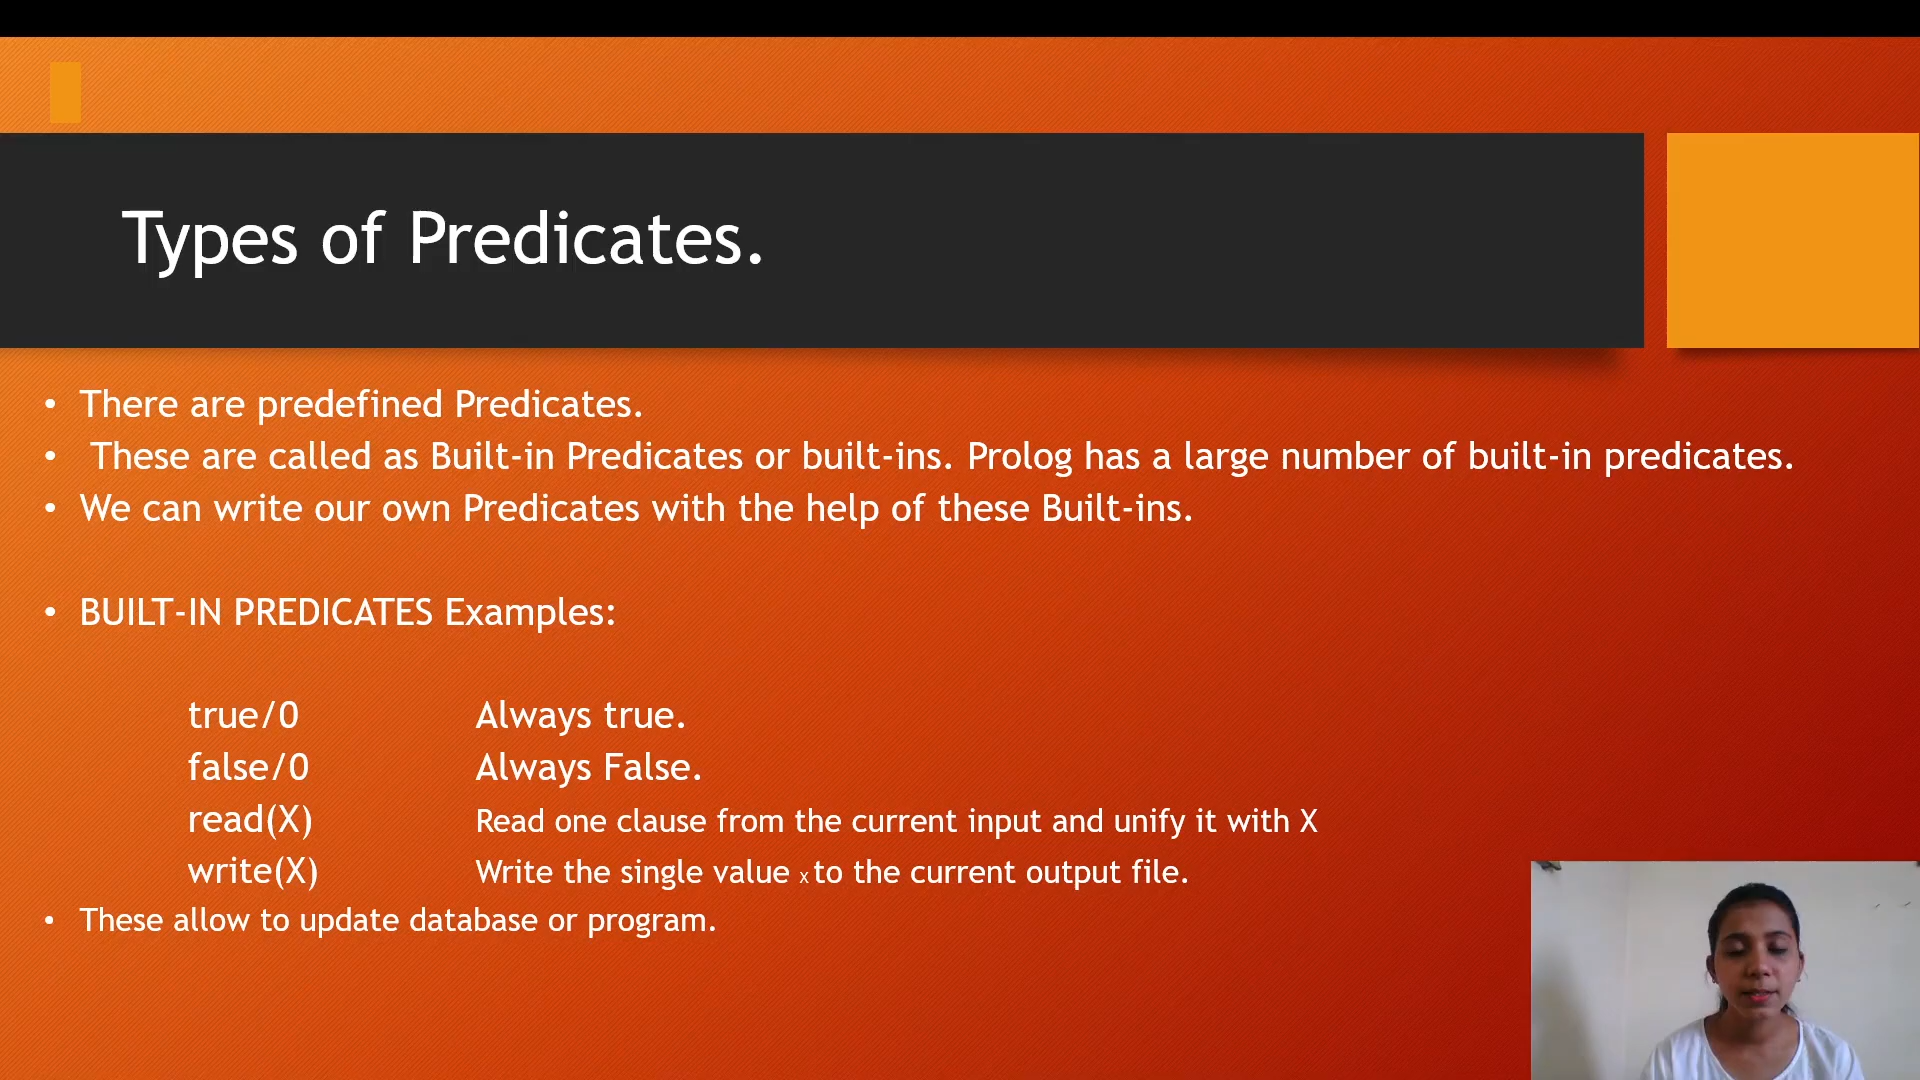 Types of Predicates.
• There are predefined Predicates.
• These are called as Built-in Predicates or built-ins. Prolog has a large number of built-in predicates.
• We can write our own Predicates with the help of these Built-ins.
• BUILT-IN PREDICATES Examples:
true/0 Always true.
false/0 Always False.
read(X) Read one clause from the current input and unify it with X
write(X) Write the single value x to the current output file.
• These allow to update database or program.